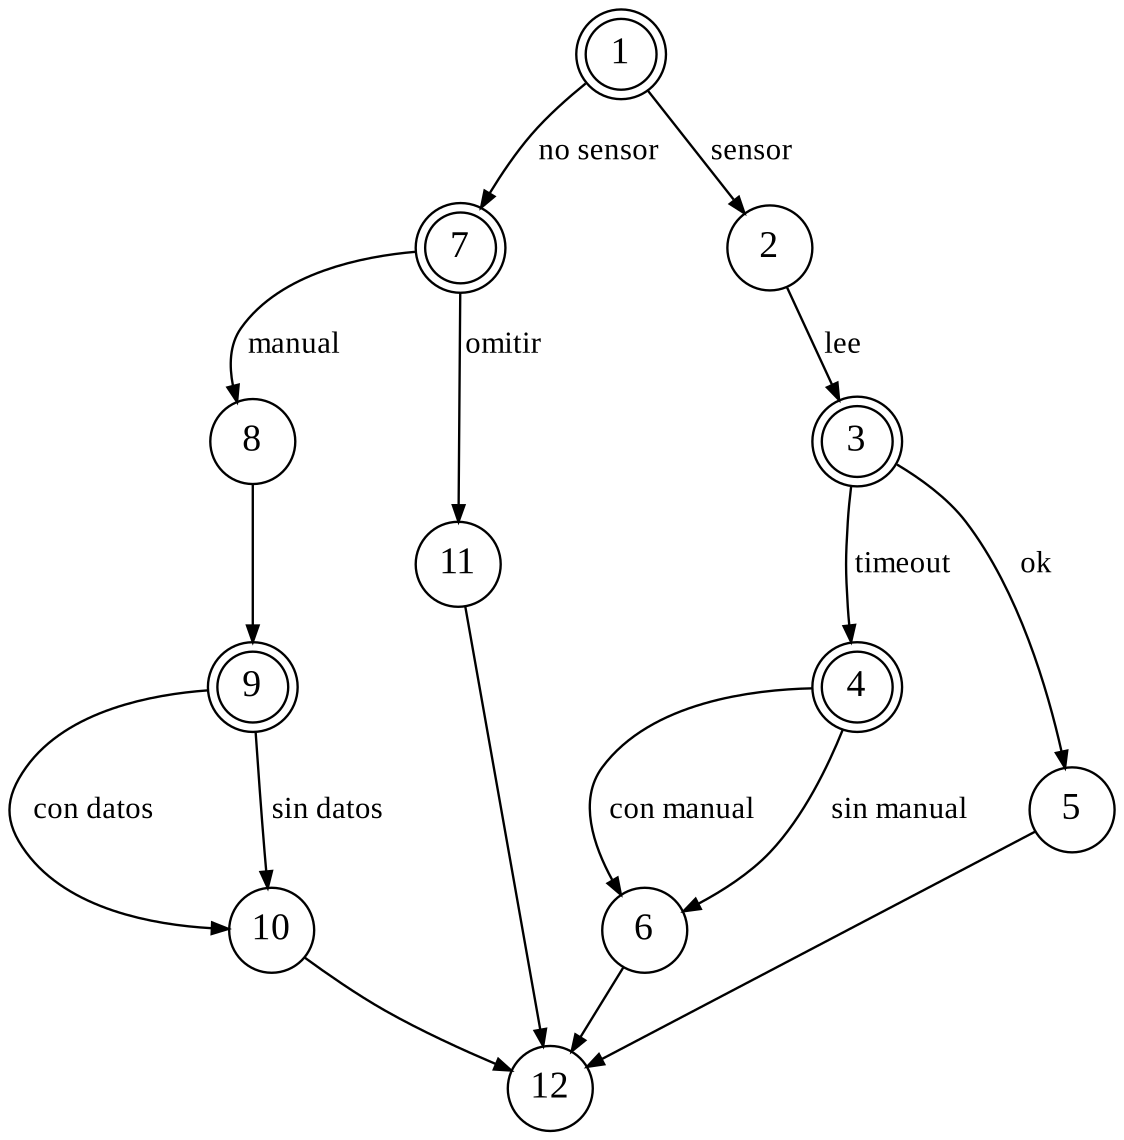 1
no sensor
sensor
7
2
manual
omitir
lee
8
3
11
timeout
ok
9
4
con datos
sin datos
con manual
sin manual
5
10
6
12